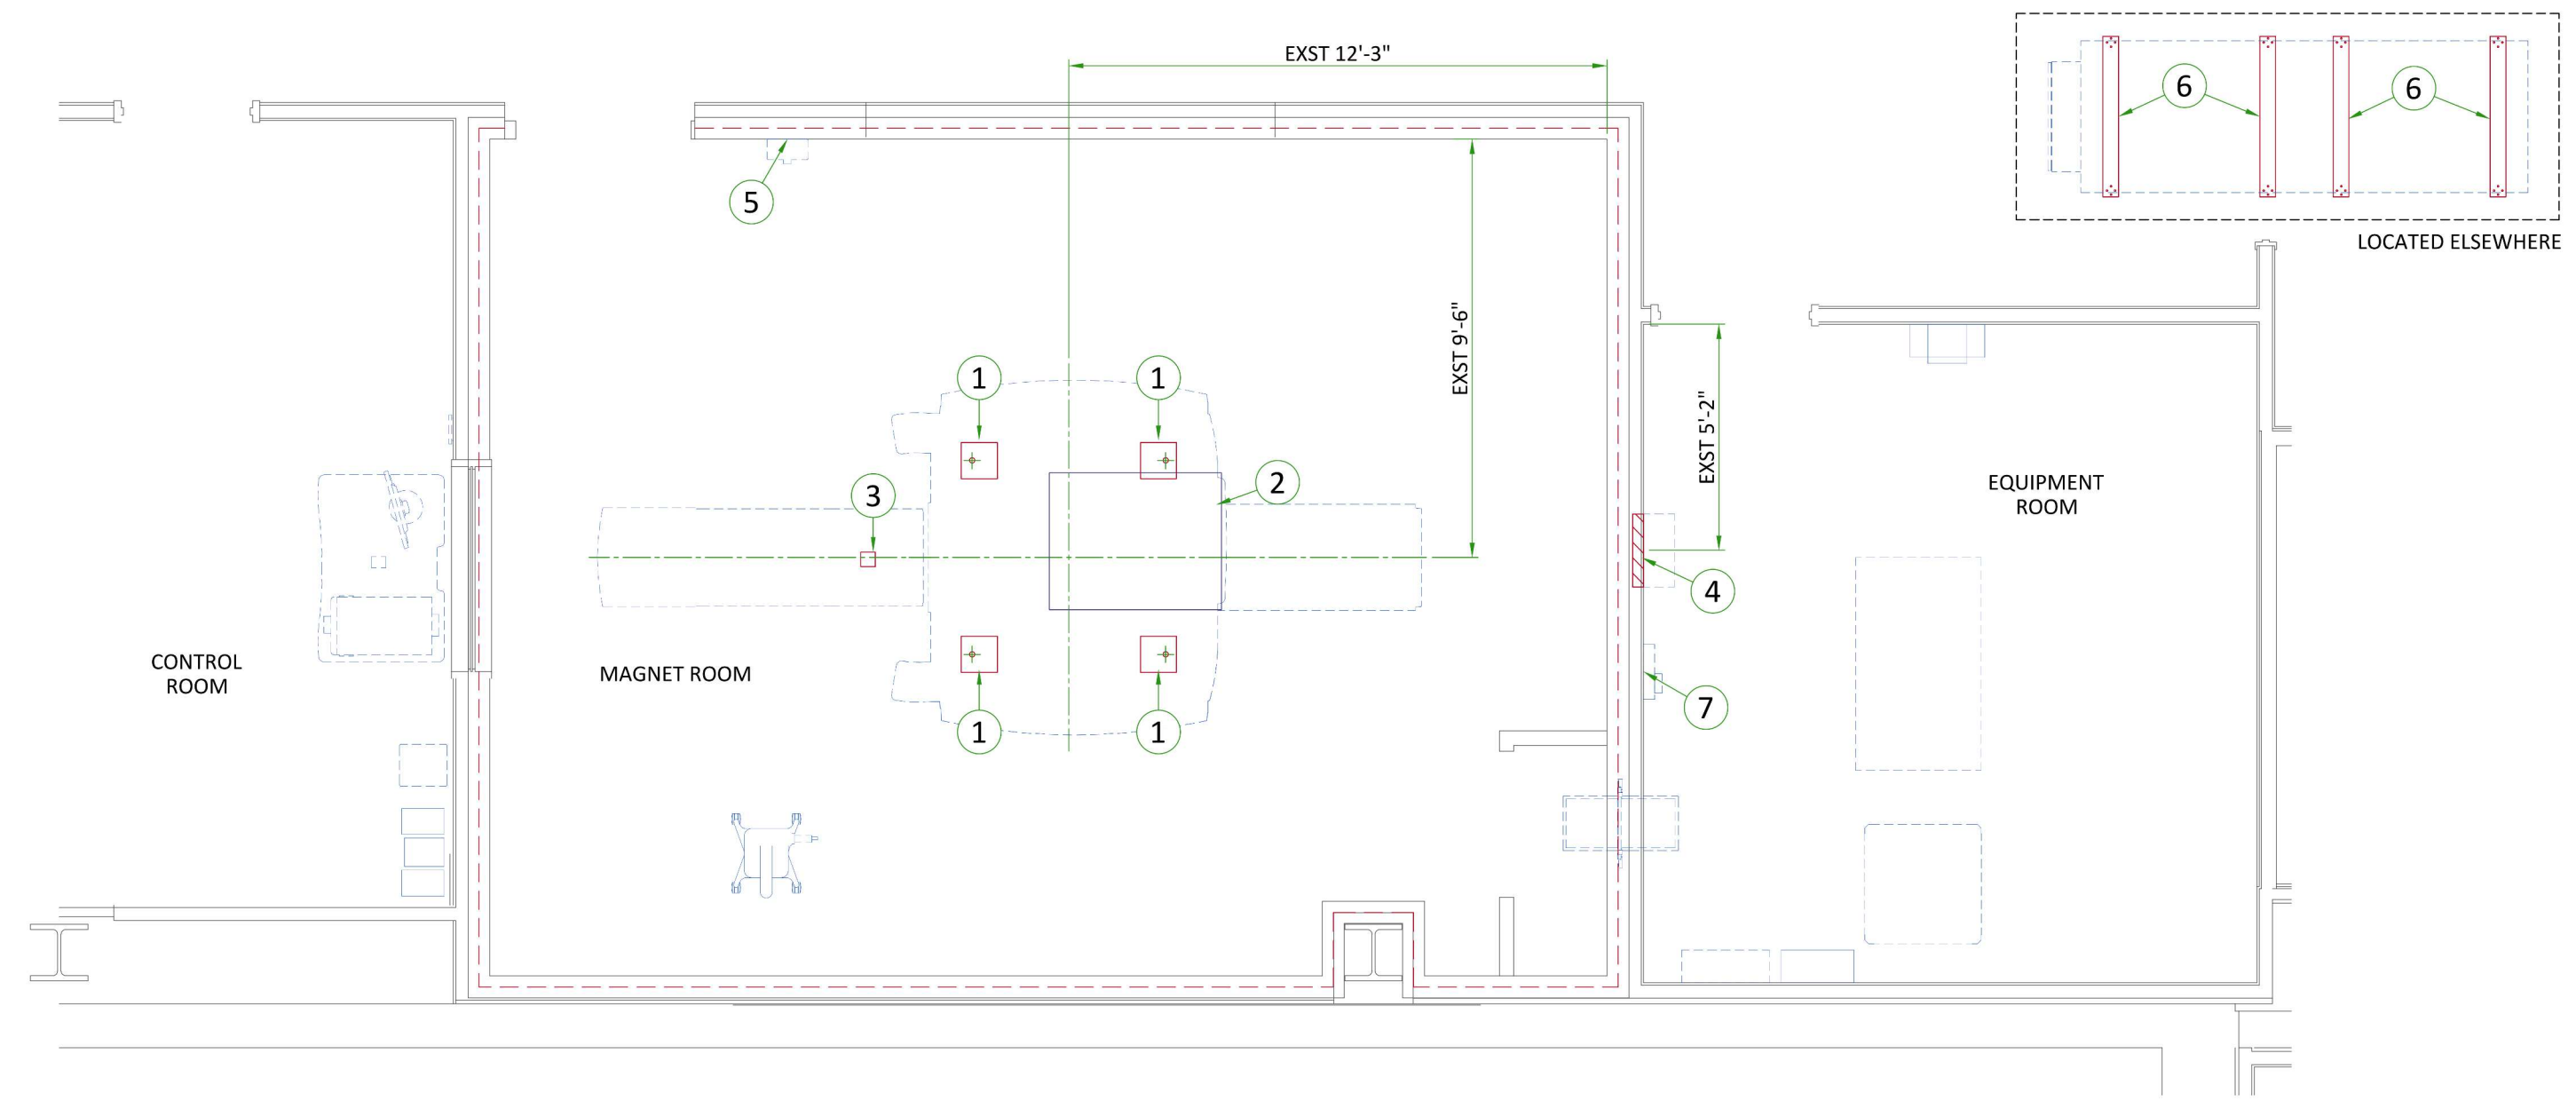 EXST 12'-3"
6
6
LOCATED ELSEWHERE
5
EXST 9'-6"
EXST 5'-2"
1
1
2
3
EQUIPMENT
ROOM
4
CONTROL
ROOM
MAGNET ROOM
7
1
1